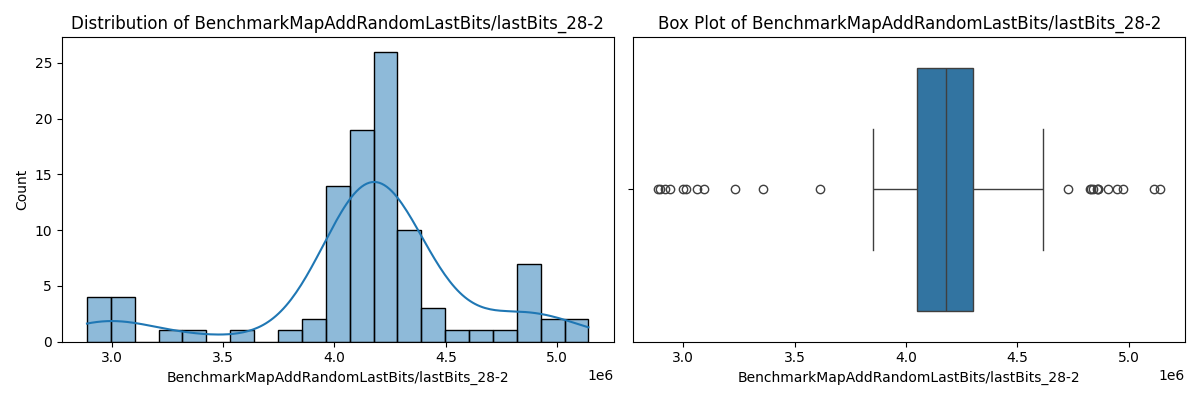 Distribution of BenchmarkMapAddRandomLastBits/lastBits_28-2
Count
25
20
15
10
5
0
3.0 3.5 4.0 4.5 5.0
1e6
BenchmarkMapAddRandomLastBits/lastBits_28-2
Box Plot of BenchmarkMapAddRandomLastBits/lastBits_28-2
3.0 3.5 4.0 4.5 5.0
1e6
BenchmarkMapAddRandomLastBits/lastBits_28-2